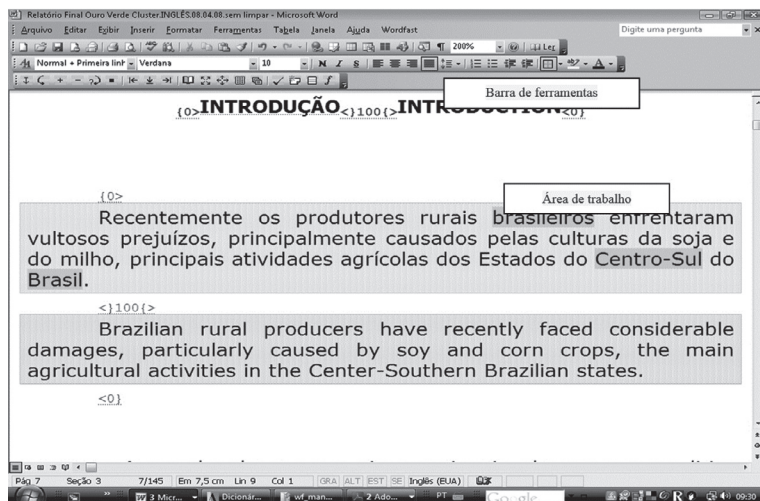 Relatório Final Ouro Verde Cluster.INGLÊS.08.04.08.sem limpar - Microsoft Word
Arquivo Editar Exibir Inserir Formatar Ferramentas Tabela Janela Ajuda Wordfast Digite uma pergunta
200% Ler
Normal + Primeira linh Verdana 10 N I S
Barra de ferramentas
{0>INTRODUÇÃO<}100{>INTRODUCTION<0}
Área de trabalho
{0>
Recentemente os produtores rurais brasileiros enfrentaram
vultosos prejuízos, principalmente causados pelas culturas da soja e
do milho, principais atividades agrícolas dos Estados do Centro-Sul do
Brasil.
<}100{>
Brazilian rural producers have recently faced considerable
damages, particularly caused by soy and corn crops, the main
agricultural activities in the Center-Southern Brazilian states.
<0}
Pág 7 Seção 3 7/145 Em 7,5 cm Lin 9 Col 1 GRA ALT EST SE Inglês (EUA)
3 Micr... Dicionár... wf_man... 2 Ado... PT Google 09:30